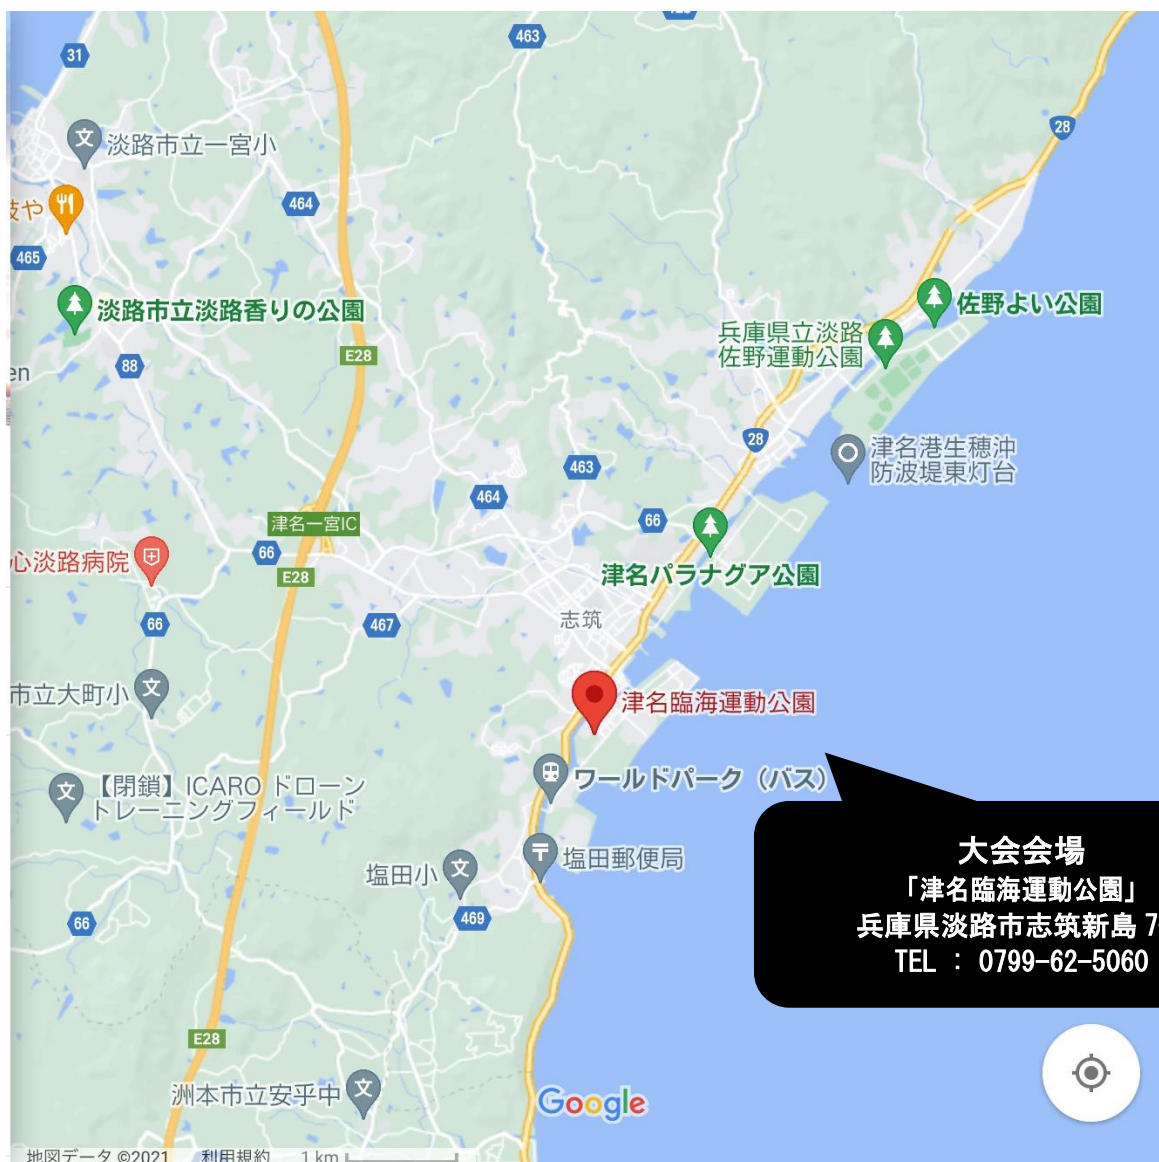 463
31
28
淡路市立一宮小
464
465
淡路市立淡路香りの公園
佐野よい公園
兵庫県立淡路
佐野運動公園
E28
88
en
28
津名港生穂沖
防波堤東灯台
463
464
66
津名一宮IC
66
心淡路病院
E28
津名パラナグア公園
志筑
66
467
市立大町小
津名臨海運動公園
【閉鎖】ICARO ドローン
トレーニングフィールド
ワールドパーク（バス）
塩田郵便局
塩田小
469
66
大会会場
「津名臨海運動公園」
兵庫県淡路市志筑新島 7
TEL ： 0799-62-5060
E28
洲本市立安乎中
Google
地図データ ©2021 利用規約 1 km